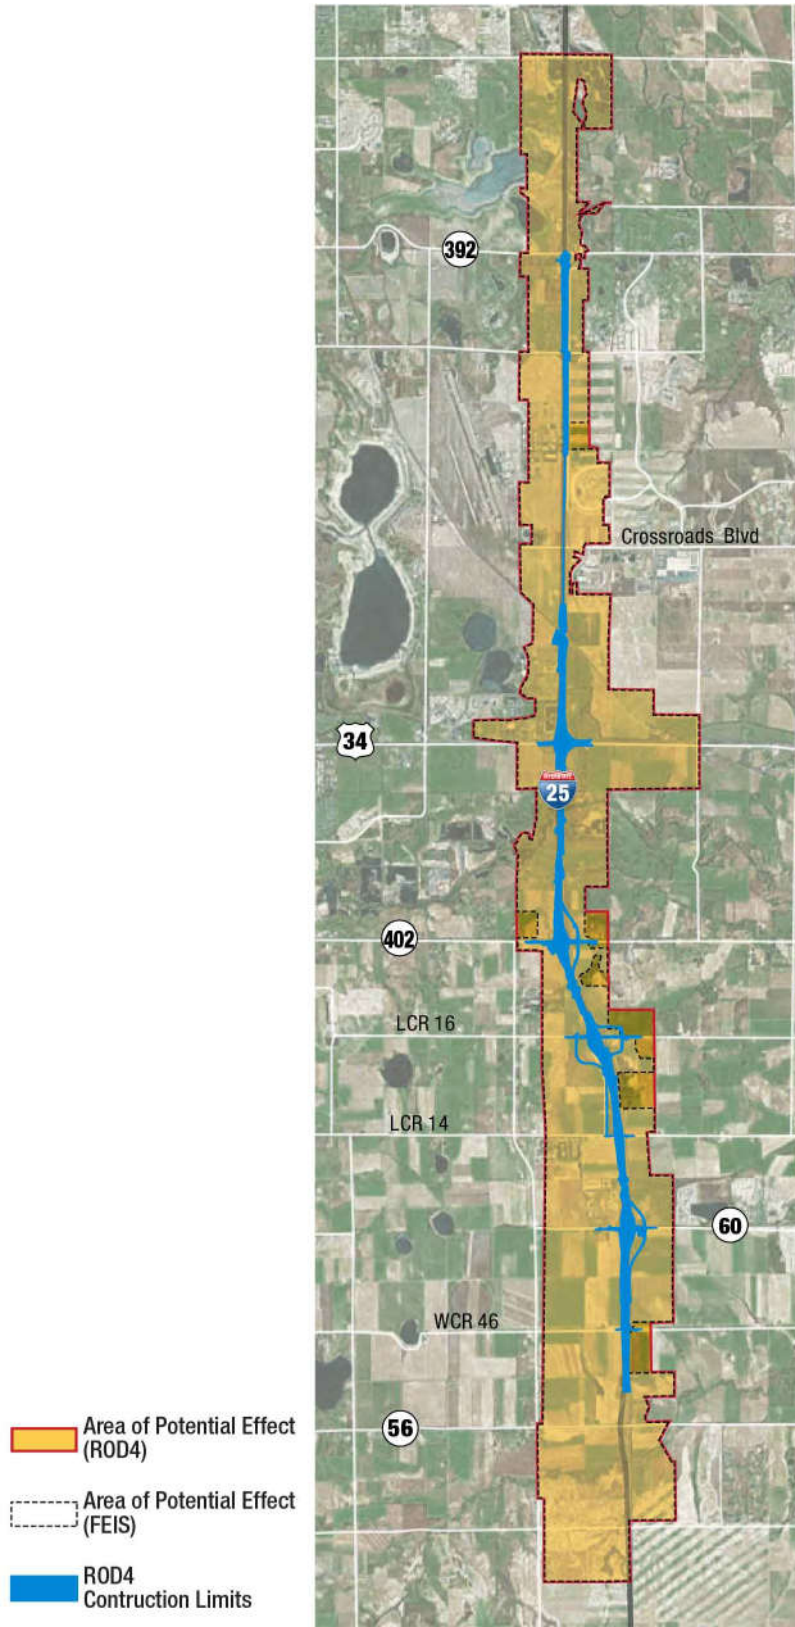 392
Crossroads Blvd
34
25
402
LCR 16
LCR 14
60
WCR 46
56
Area of Potential Effect
(ROD4)
Area of Potential Effect
(FEIS)
ROD4
Contruction Limits